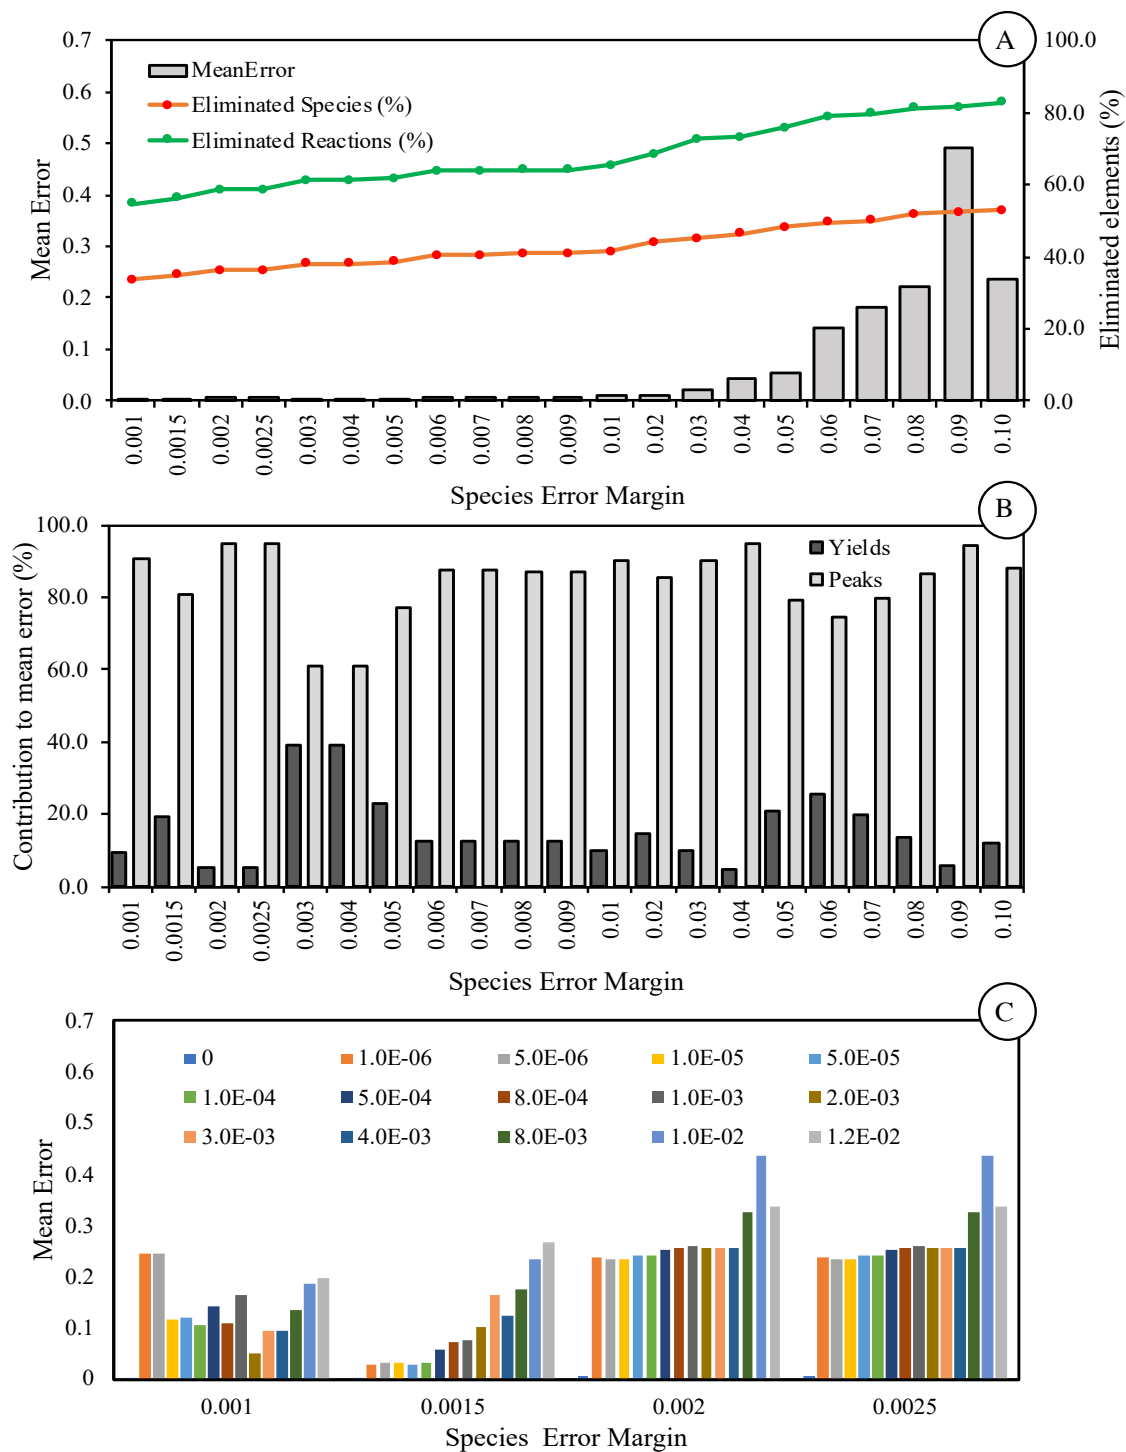 A
0.7
0.6
0.5
0.4
0.3
0.2
0.1
0.0
Mean Error
MeanError
Eliminated Species (%)
Eliminated Reactions (%)
100.0
80.0
60.0
40.0
20.0
0.0
Eliminated elements (%)
0.001 0.0015 0.002 0.0025 0.003 0.004 0.005 0.006 0.007 0.008 0.009 0.01 0.02 0.03 0.04 0.05 0.06 0.07 0.08 0.09 0.10
Species Error Margin
B
100.0
80.0
60.0
40.0
20.0
0.0
Contribution to mean error (%)
Yields
Peaks
0.001 0.0015 0.002 0.0025 0.003 0.004 0.005 0.006 0.007 0.008 0.009 0.01 0.02 0.03 0.04 0.05 0.06 0.07 0.08 0.09 0.10
Species Error Margin
C
0.7
0.6
0.5
0.4
0.3
0.2
0.1
0
Mean Error
0 1.0E-06 5.0E-06 1.0E-05 5.0E-05
1.0E-04 5.0E-04 8.0E-04 1.0E-03 2.0E-03
3.0E-03 4.0E-03 8.0E-03 1.0E-02 1.2E-02
0.001 0.0015 0.002 0.0025
Species Error Margin